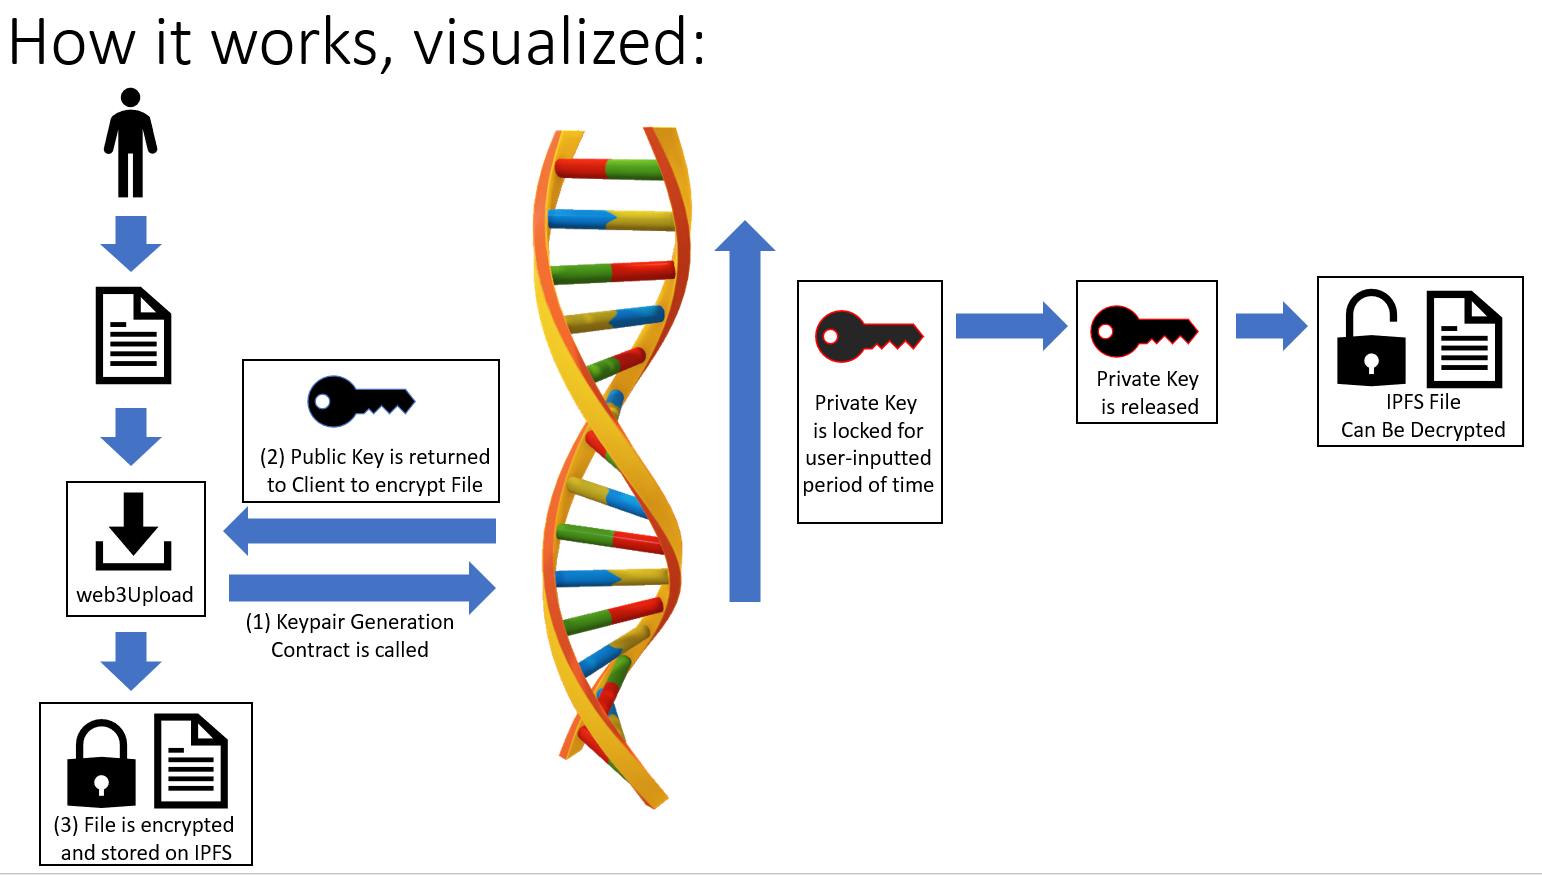 How it works, visualized:
(2) Public Key is returned
to Client to encrypt File
web3Upload
(1) Keypair Generation
Contract is called
(3) File is encrypted
and stored on IPFS
Private Key
is locked for
user-inputted
period of time
Private Key
is released
IPFS File
Can Be Decrypted